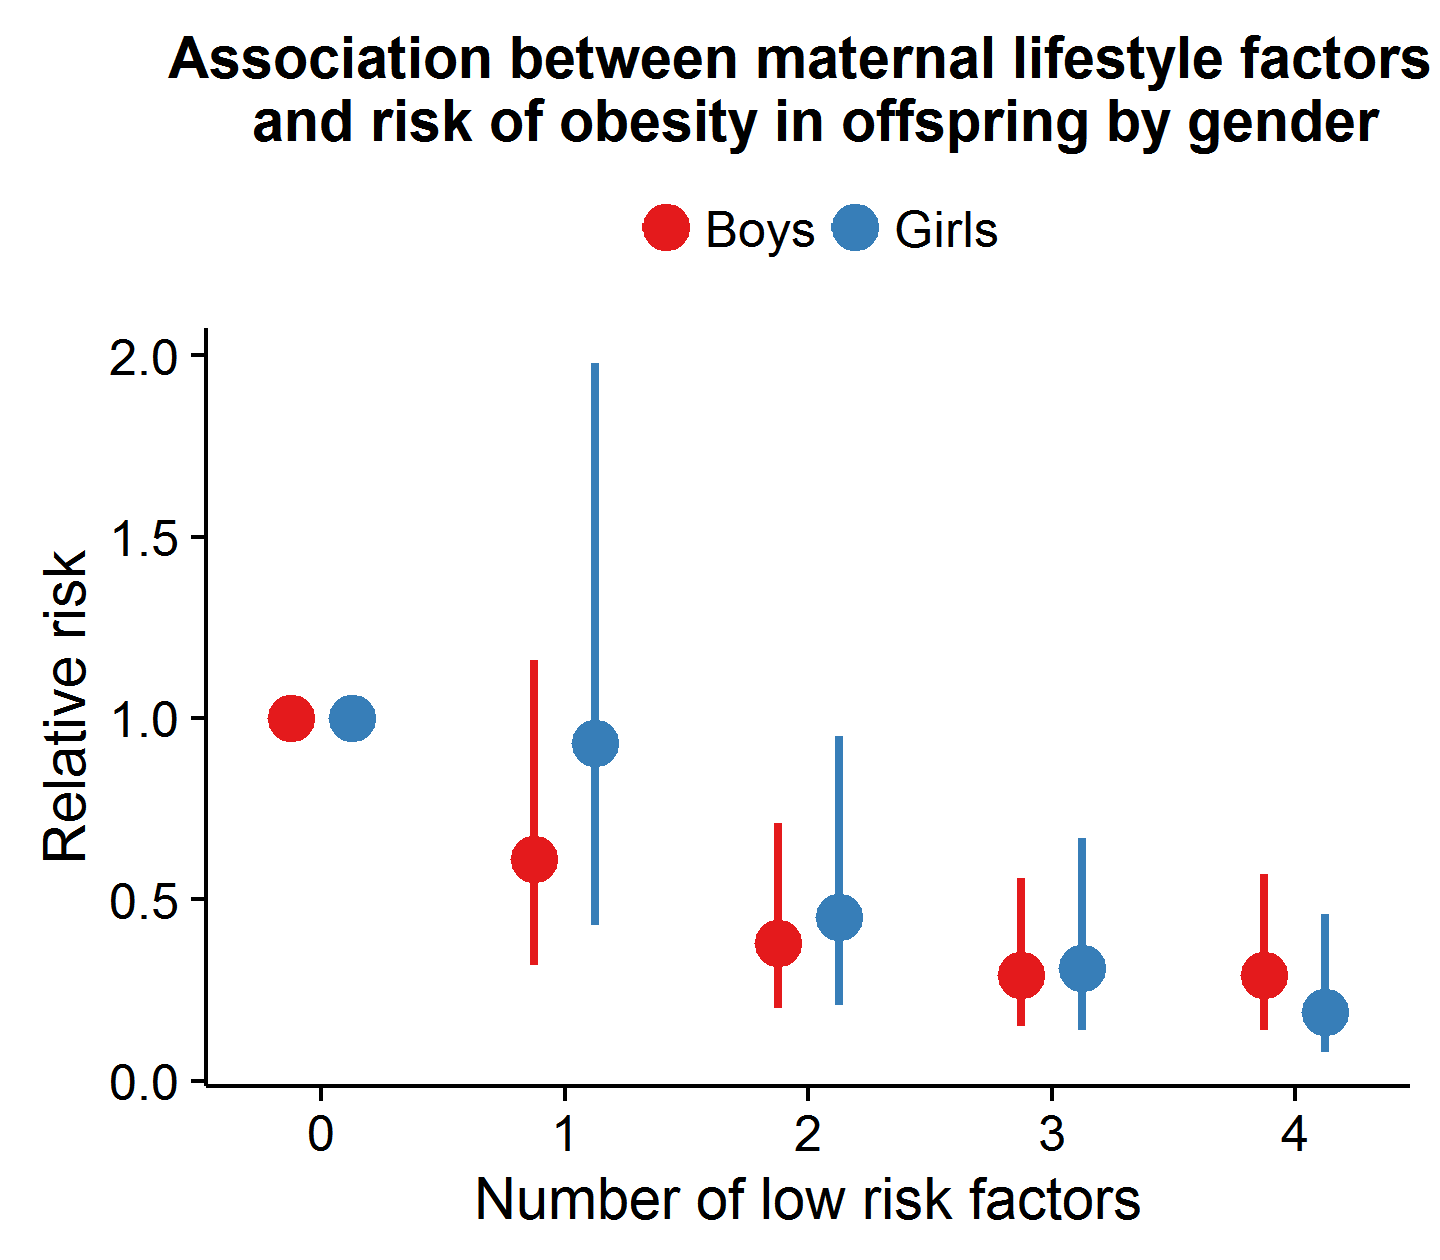 Association between maternal lifestyle factors
and risk of obesity in offspring by gender
Boys Girls
Relative risk
2.0
1.5
1.0
0.5
0.0
0 1 2 3 4
Number of low risk factors